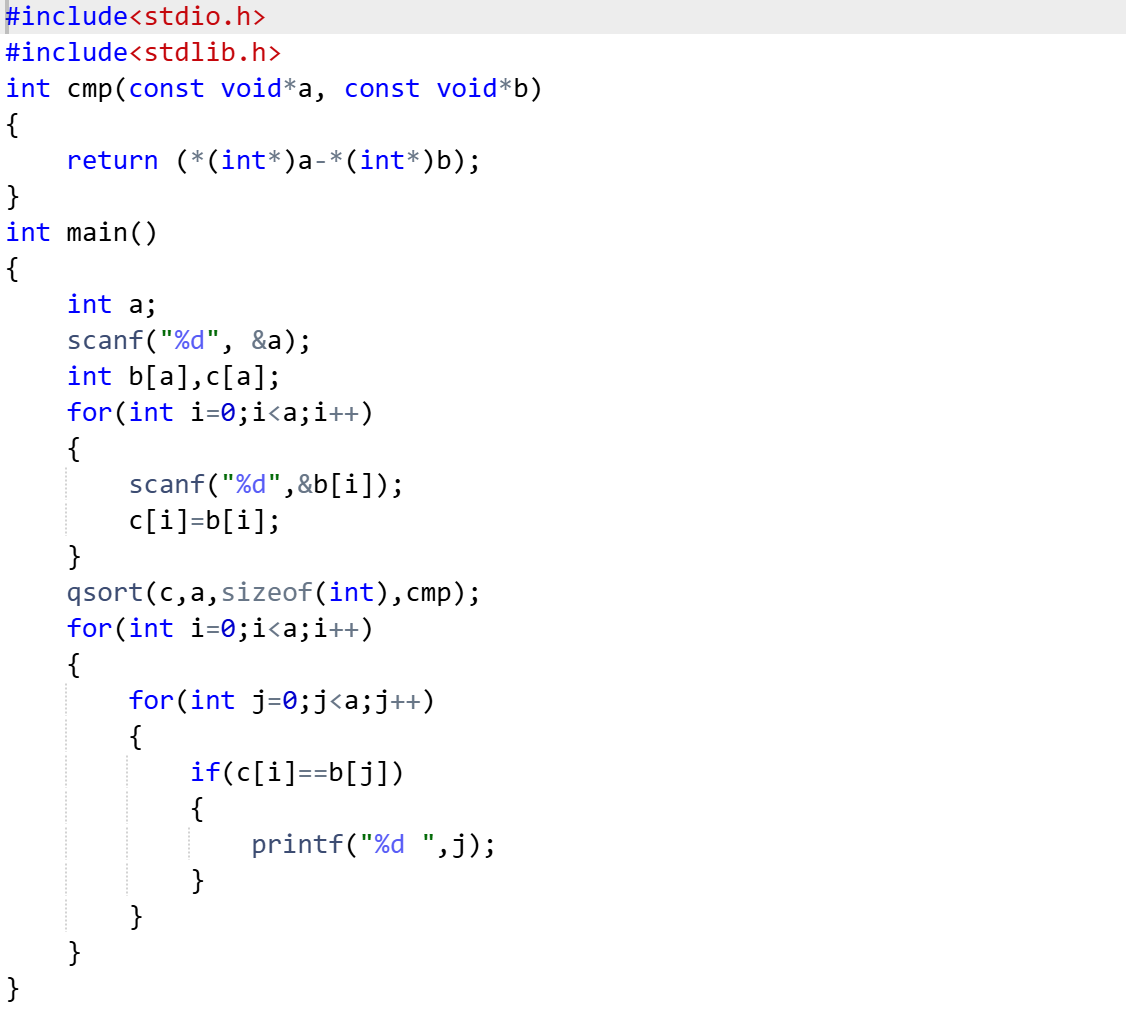 #include<stdio.h>
#include<stdlib.h>
int cmp(const void*a, const void*b)
{
    return (*(int*)a-*(int*)b);
}
int main()
{
    int a;
    scanf("%d", &a);
    int b[a],c[a];
    for(int i=0;i<a;i++)
    {
        scanf("%d",&b[i]);
        c[i]=b[i];
    }
    qsort(c,a,sizeof(int),cmp);
    for(int i=0;i<a;i++)
    {
        for(int j=0;j<a;j++)
        {
            if(c[i]==b[j])
            {
                printf("%d ",j);
            }
        }
    }
}